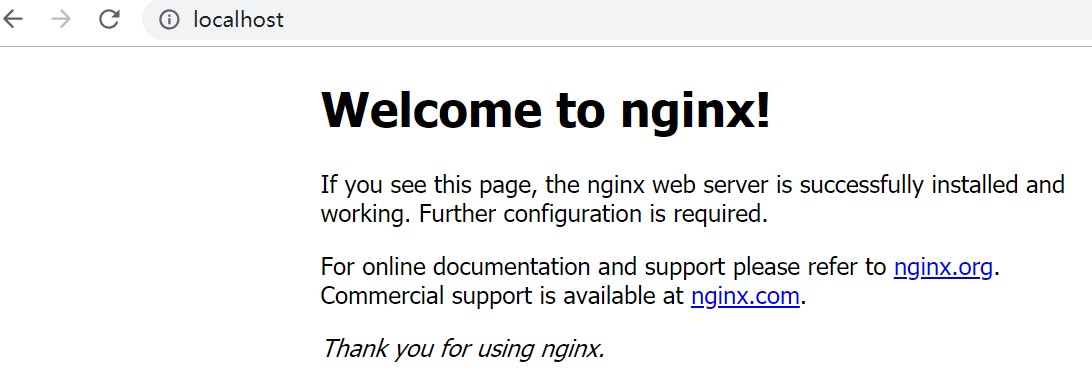 localhost
Welcome to nginx!
If you see this page, the nginx web server is successfully installed and
working. Further configuration is required.
For online documentation and support please refer to nginx.org.
Commercial support is available at nginx.com.
Thank you for using nginx.